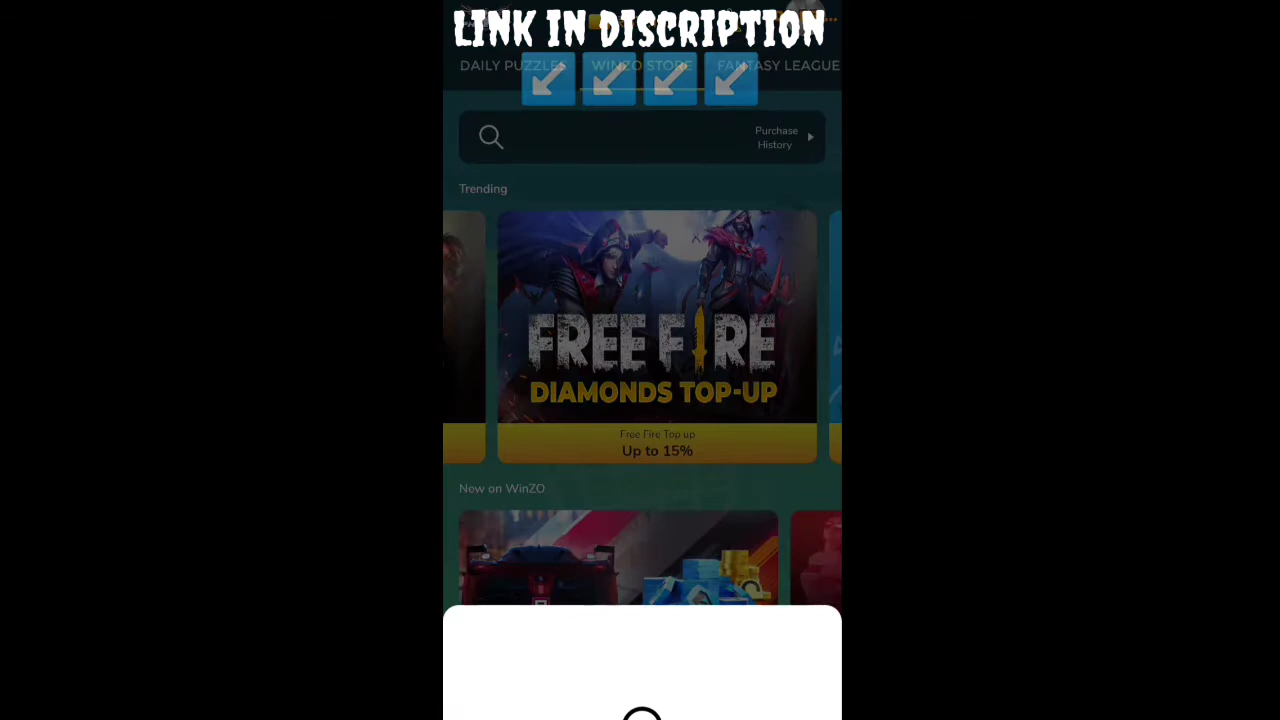 LINK IN DISCRIPTION
DAILY PUZZLES WINZO STORE FANTASY LEAGUE
Purchase
History
Trending
FREE FIRE
DIAMONDS TOP-UP
Free Fire Top up
Up to 15%
New on WinZO